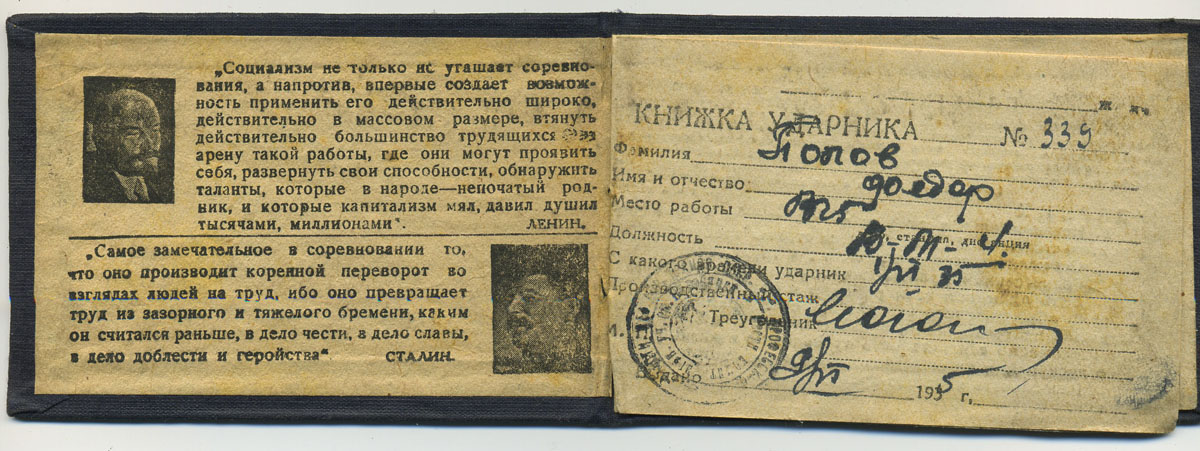 „Социализм не только не угашает соревно-
вания, а напротив, впервые создает возмож-
ность применить его действительно широко,
действительно в массовом размере, втянуть
действительно большинство трудящихся на
арену такой работы, где они могут проявить
себя, развернуть свои способности, обнаружить
таланты, которые в народе—непочатый род-
ник, и которые капитализм мял, давил душил
тысячами, миллионами".
ЛЕНИН.
„Самое замечательное в соревновании то,
что оно производит коренной переворот во
взглядах людей на труд, ибо оно превращает
труд из зазорного и тяжелого бремени, каким
он считался раньше, в дело чести, в дело славы,
в дело доблести и геройства"
СТАЛИН.
ж. д.
КНИЖКА УДАРНИКА № 339
Фамилия Попов
Имя и отчество Федор
Место работы
Должность
С какого времени ударник
Производственный стаж
Треугольник
Выдано 1935 г.